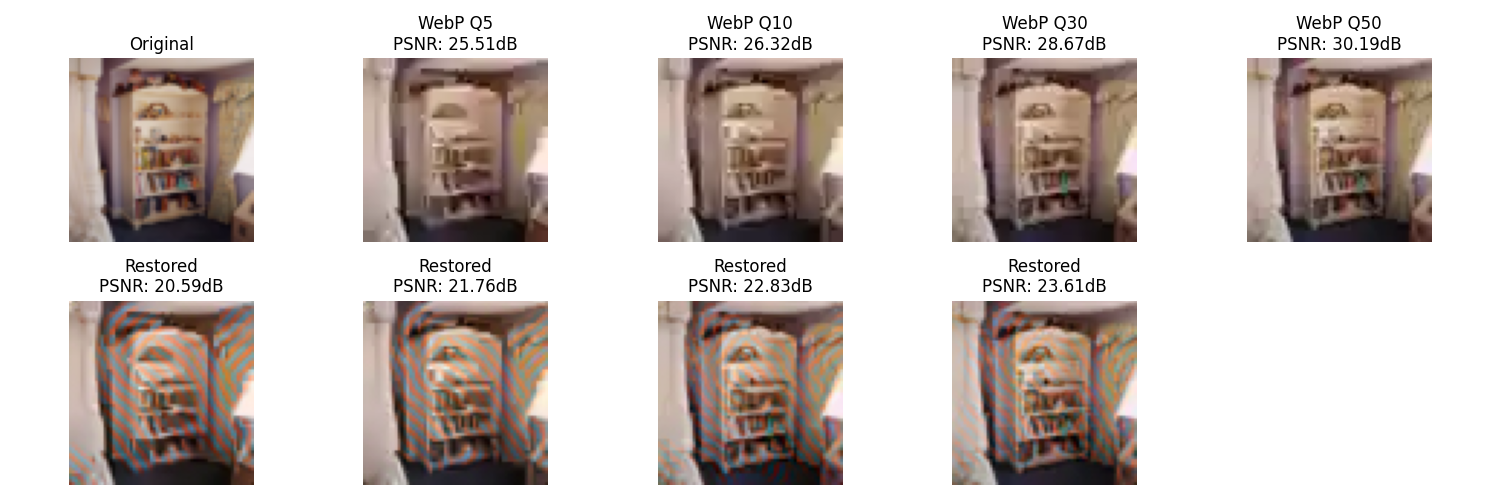 Original
WebP Q5
PSNR: 25.51dB
WebP Q10
PSNR: 26.32dB
WebP Q30
PSNR: 28.67dB
WebP Q50
PSNR: 30.19dB
Restored
PSNR: 20.59dB
Restored
PSNR: 21.76dB
Restored
PSNR: 22.83dB
Restored
PSNR: 23.61dB